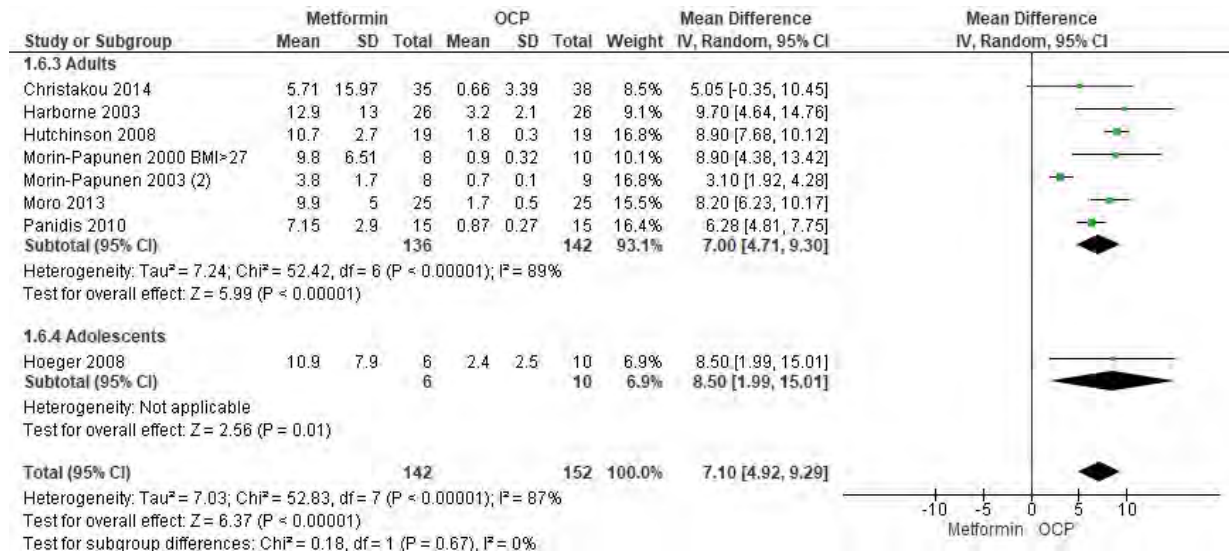 Metformin OCP Mean Difference Mean Difference
Study or Subgroup Mean SD Total Mean SD Total Weight IV, Random, 95% CI IV, Random, 95% CI
1.6.3 Adults
Christakou 2014 5.71 15.97 35 0.66 3.39 38 8.5% 5.05 [-0.35, 10.45]
Harborne 2003 12.9 13 26 3.2 2.1 26 9.1% 9.70 [4.64, 14.76]
Hutchinson 2008 10.7 2.7 19 1.8 0.3 19 16.8% 8.90 [7.68, 10.12]
Morin-Papunen 2000 BMI>27 9.8 6.51 8 0.9 0.32 10 10.1% 8.90 [4.38, 13.42]
Morin-Papunen 2003 (2) 3.8 1.7 8 0.7 0.1 9 16.8% 3.10 [1.92, 4.28]
Moro 2013 9.9 5 25 1.7 0.5 25 15.5% 8.20 [6.23, 10.17]
Panidis 2010 7.15 2.9 15 0.87 0.27 15 16.4% 6.28 [4.81, 7.75]
Subtotal (95% CI) 136 142 93.1% 7.00 [4.71, 9.30]
Heterogeneity: Tau² = 7.24; Chi² = 52.42, df = 6 (P < 0.00001); I² = 89%
Test for overall effect: Z = 5.99 (P < 0.00001)
1.6.4 Adolescents
Hoeger 2008 10.9 7.9 6 2.4 2.5 10 6.9% 8.50 [1.99, 15.01]
Subtotal (95% CI) 6 10 6.9% 8.50 [1.99, 15.01]
Heterogeneity: Not applicable
Test for overall effect: Z = 2.56 (P = 0.01)
Total (95% CI) 142 152 100.0% 7.10 [4.92, 9.29]
Heterogeneity: Tau² = 7.03; Chi² = 52.83, df = 7 (P < 0.00001); I² = 87%
Test for overall effect: Z = 6.37 (P < 0.00001)
Test for subgroup differences: Chi² = 0.18, df = 1 (P = 0.67), I² = 0%
-10 -5 0 5 10
Metformin OCP